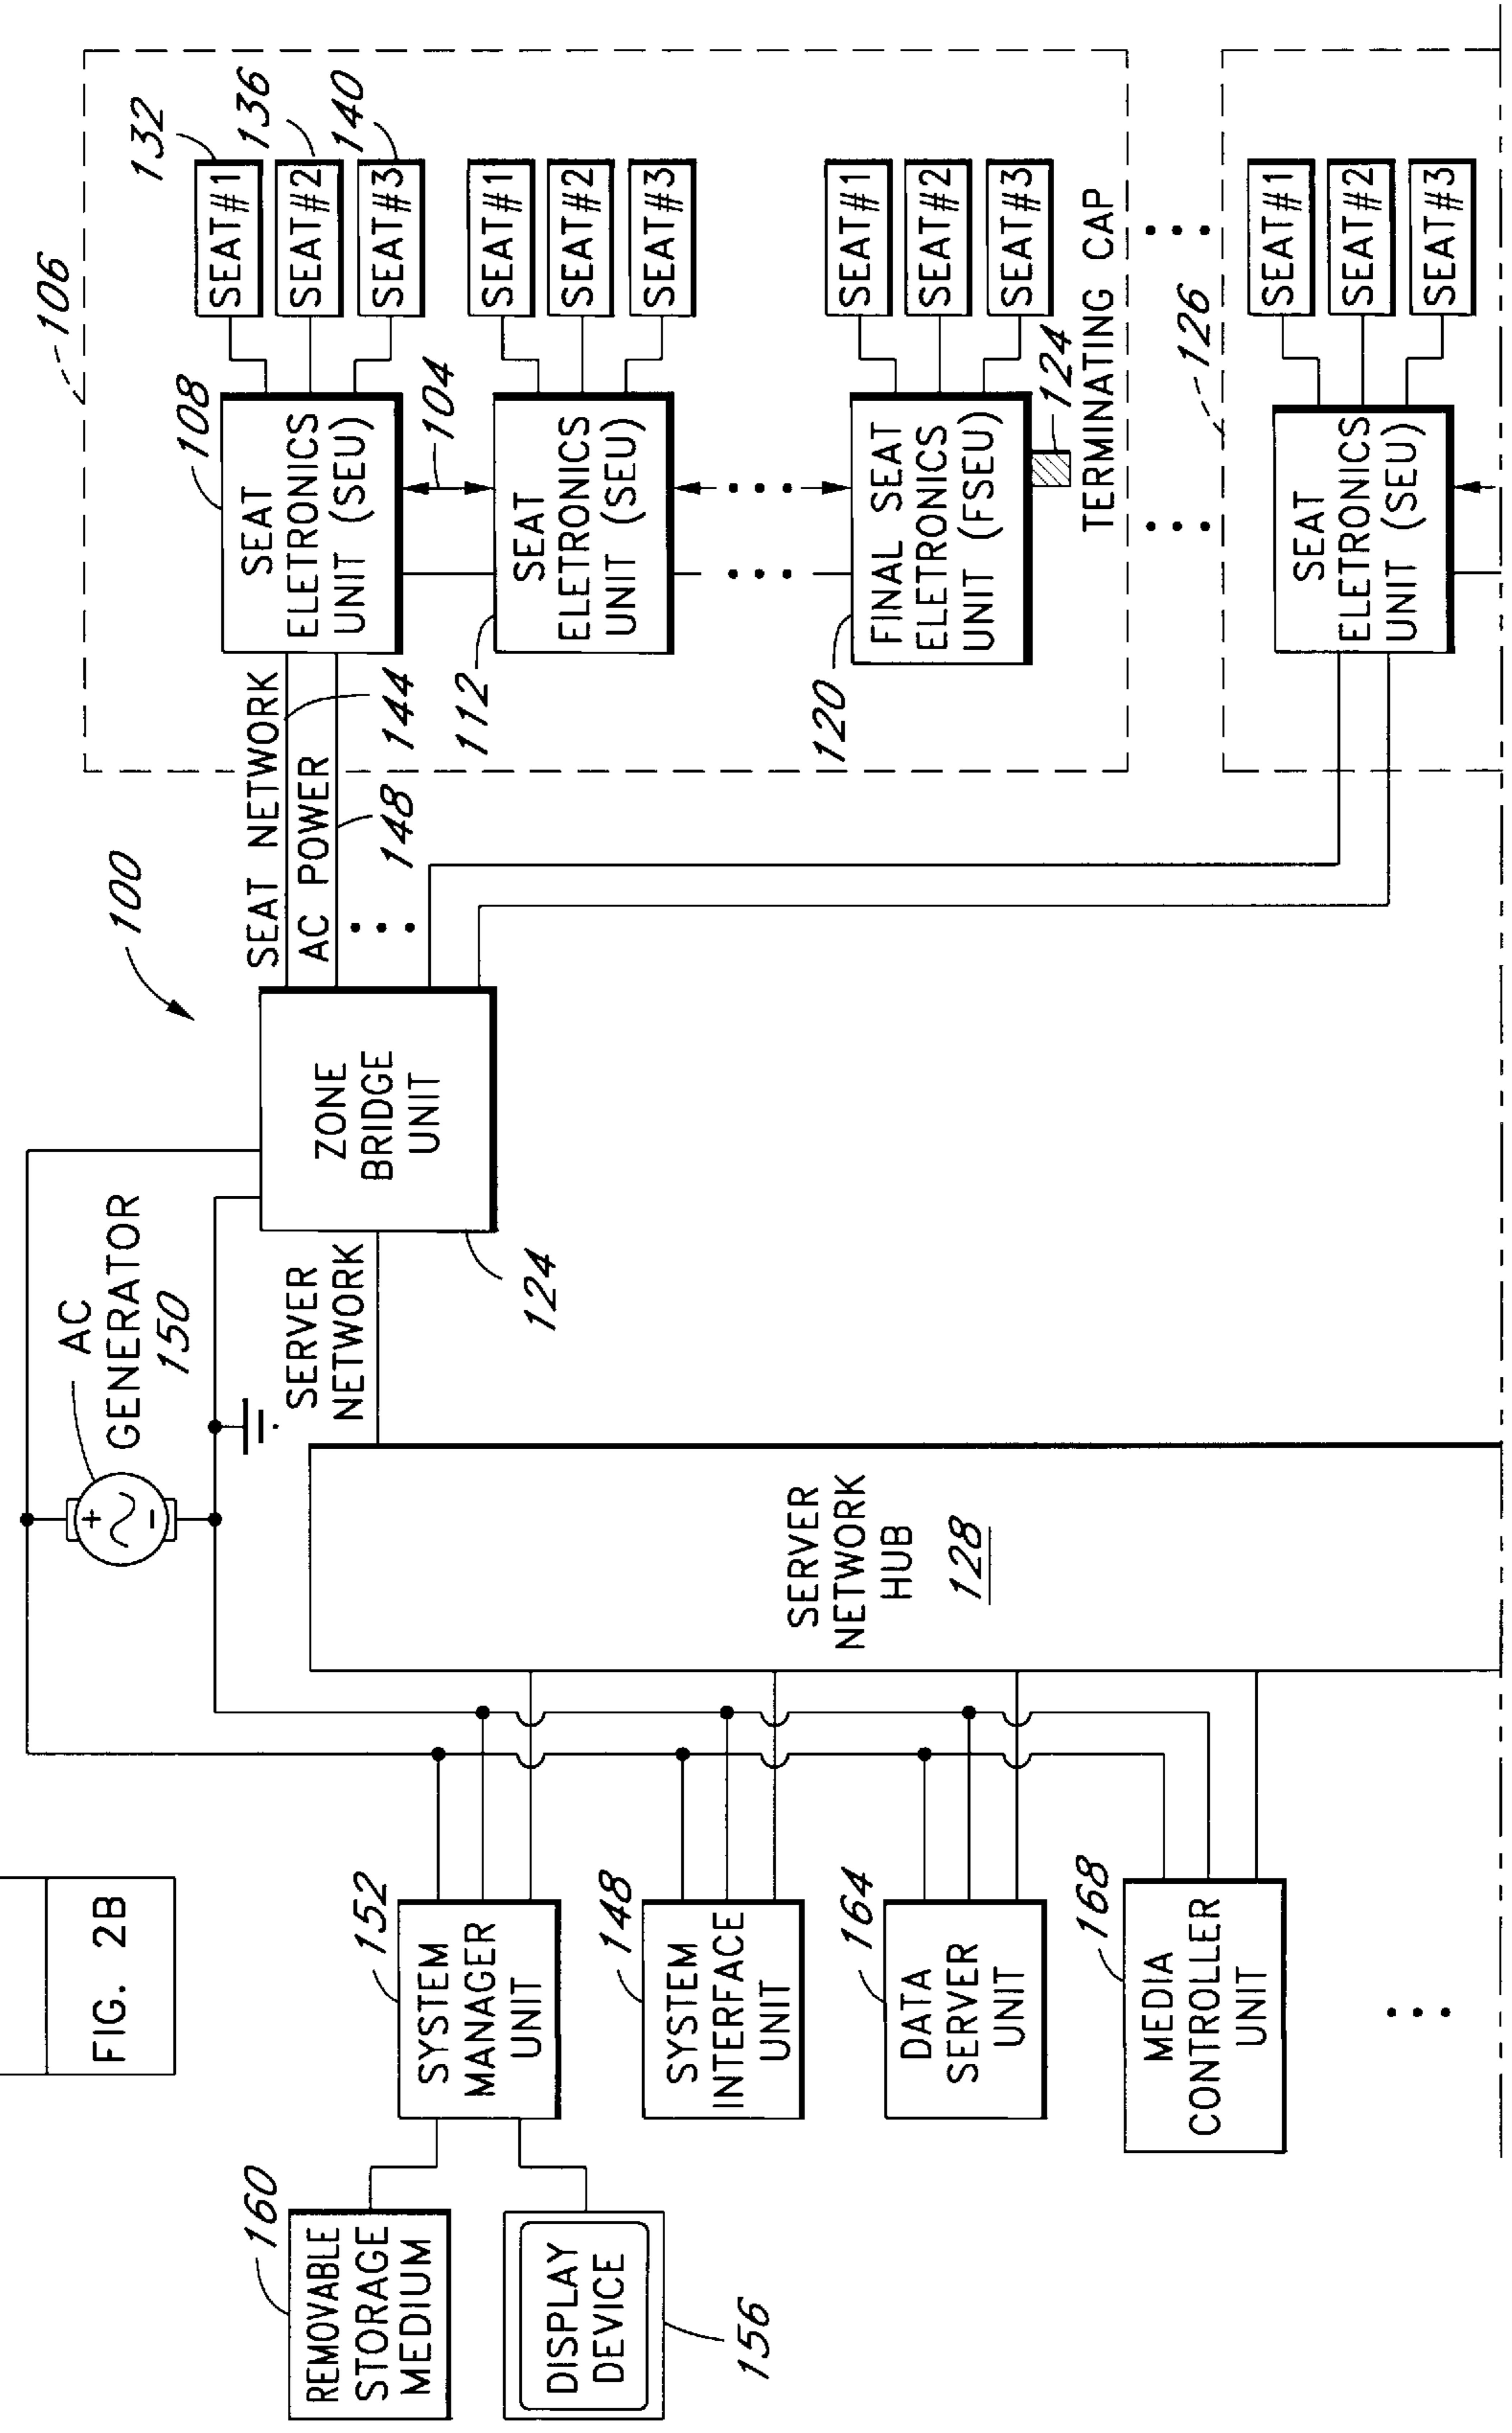 FIG. 2B
REMOVABLE
STORAGE
MEDIUM
160
DISPLAY
DEVICE
156
SYSTEM
MANAGER
UNIT
152
SYSTEM
INTERFACE
UNIT
148
DATA
SERVER
UNIT
164
MEDIA
CONTROLLER
UNIT
168
AC
GENERATOR
150
+
-
SERVER
NETWORK
HUB
128
SERVER
NETWORK
ZONE
BRIDGE
UNIT
124
100
SEAT NETWORK
144
AC POWER
148
106
SEAT
ELETRONICS
UNIT (SEU)
108
SEAT#1
132
SEAT#2
136
SEAT#3
140
104
SEAT
ELETRONICS
UNIT (SEU)
112
SEAT#1
SEAT#2
SEAT#3
FINAL SEAT
ELETRONICS
UNIT (FSEU)
120
SEAT#1
SEAT#2
SEAT#3
124
TERMINATING CAP
126
SEAT
ELETRONICS
UNIT (SEU)
SEAT#1
SEAT#2
SEAT#3